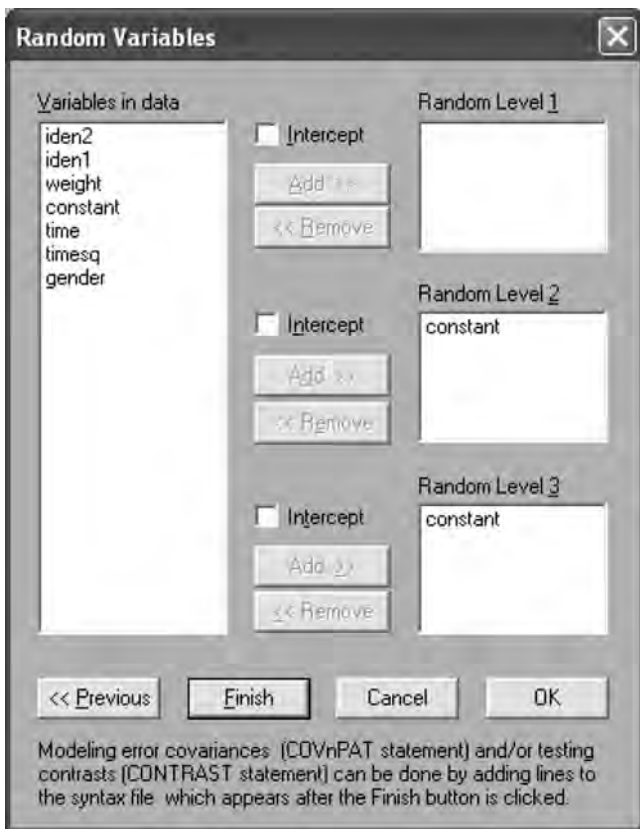 Random Variables
Variables in data
iden2
iden1
weight
constant
time
timesq
gender
Intercept
Add >>
<< Remove
Random Level 1
Intercept
Add >>
<< Remove
Random Level 2
constant
Intercept
Add >>
<< Remove
Random Level 3
constant
<< Previous
Finish
Cancel
OK
Modeling error covariances (COVnPAT statement) and/or testing
contrasts (CONTRAST statement) can be done by adding lines to
the syntax file which appears after the Finish button is clicked.